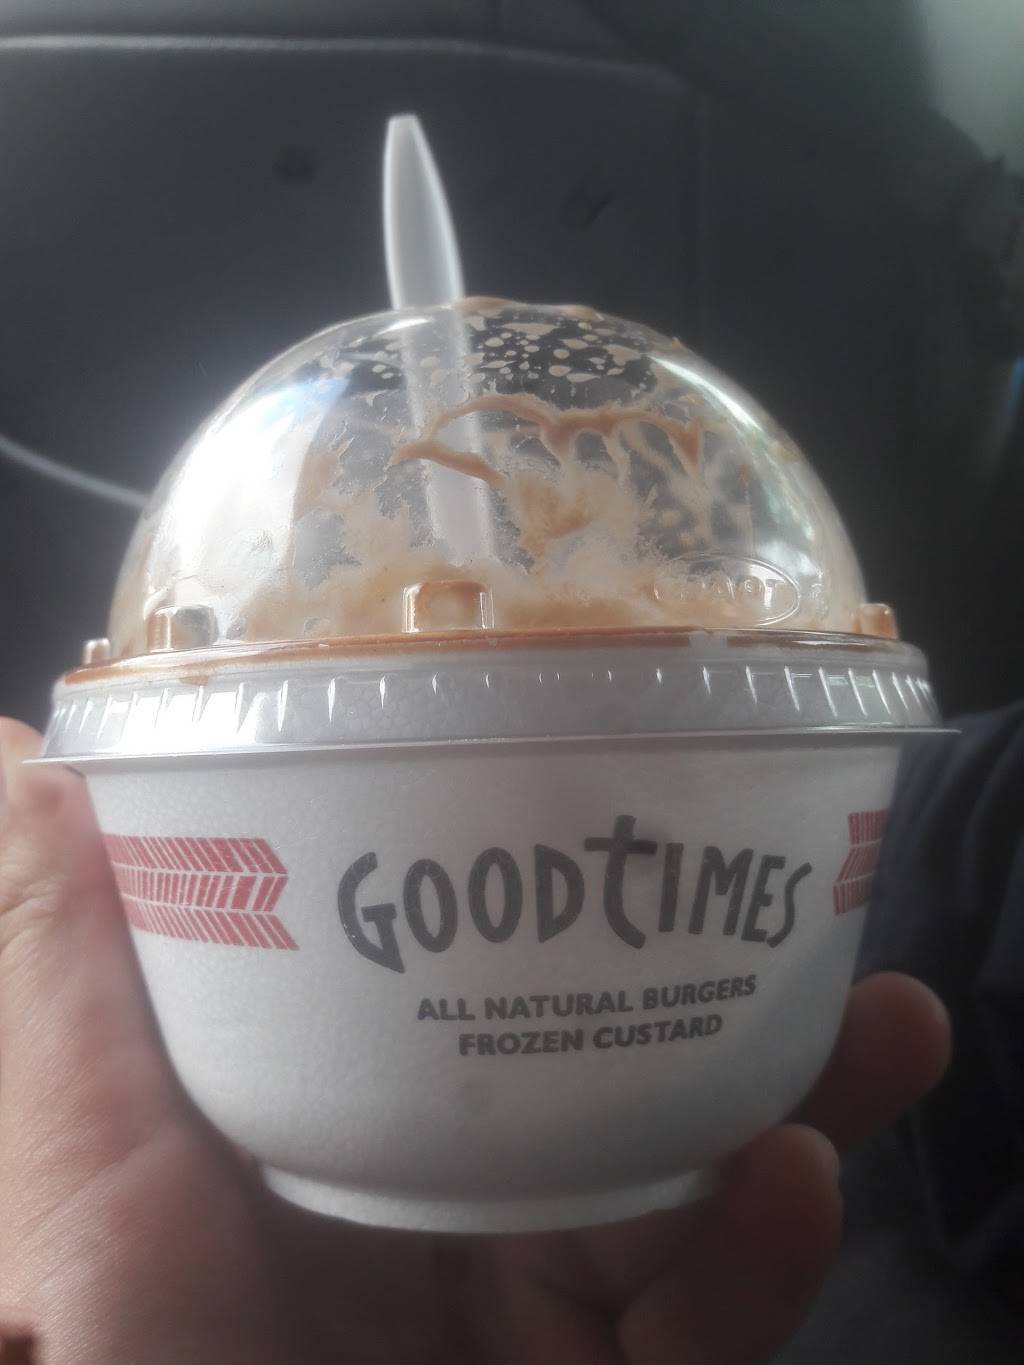 GOODTIMES
ALL NATURAL BURGERS
FROZEN CUSTARD